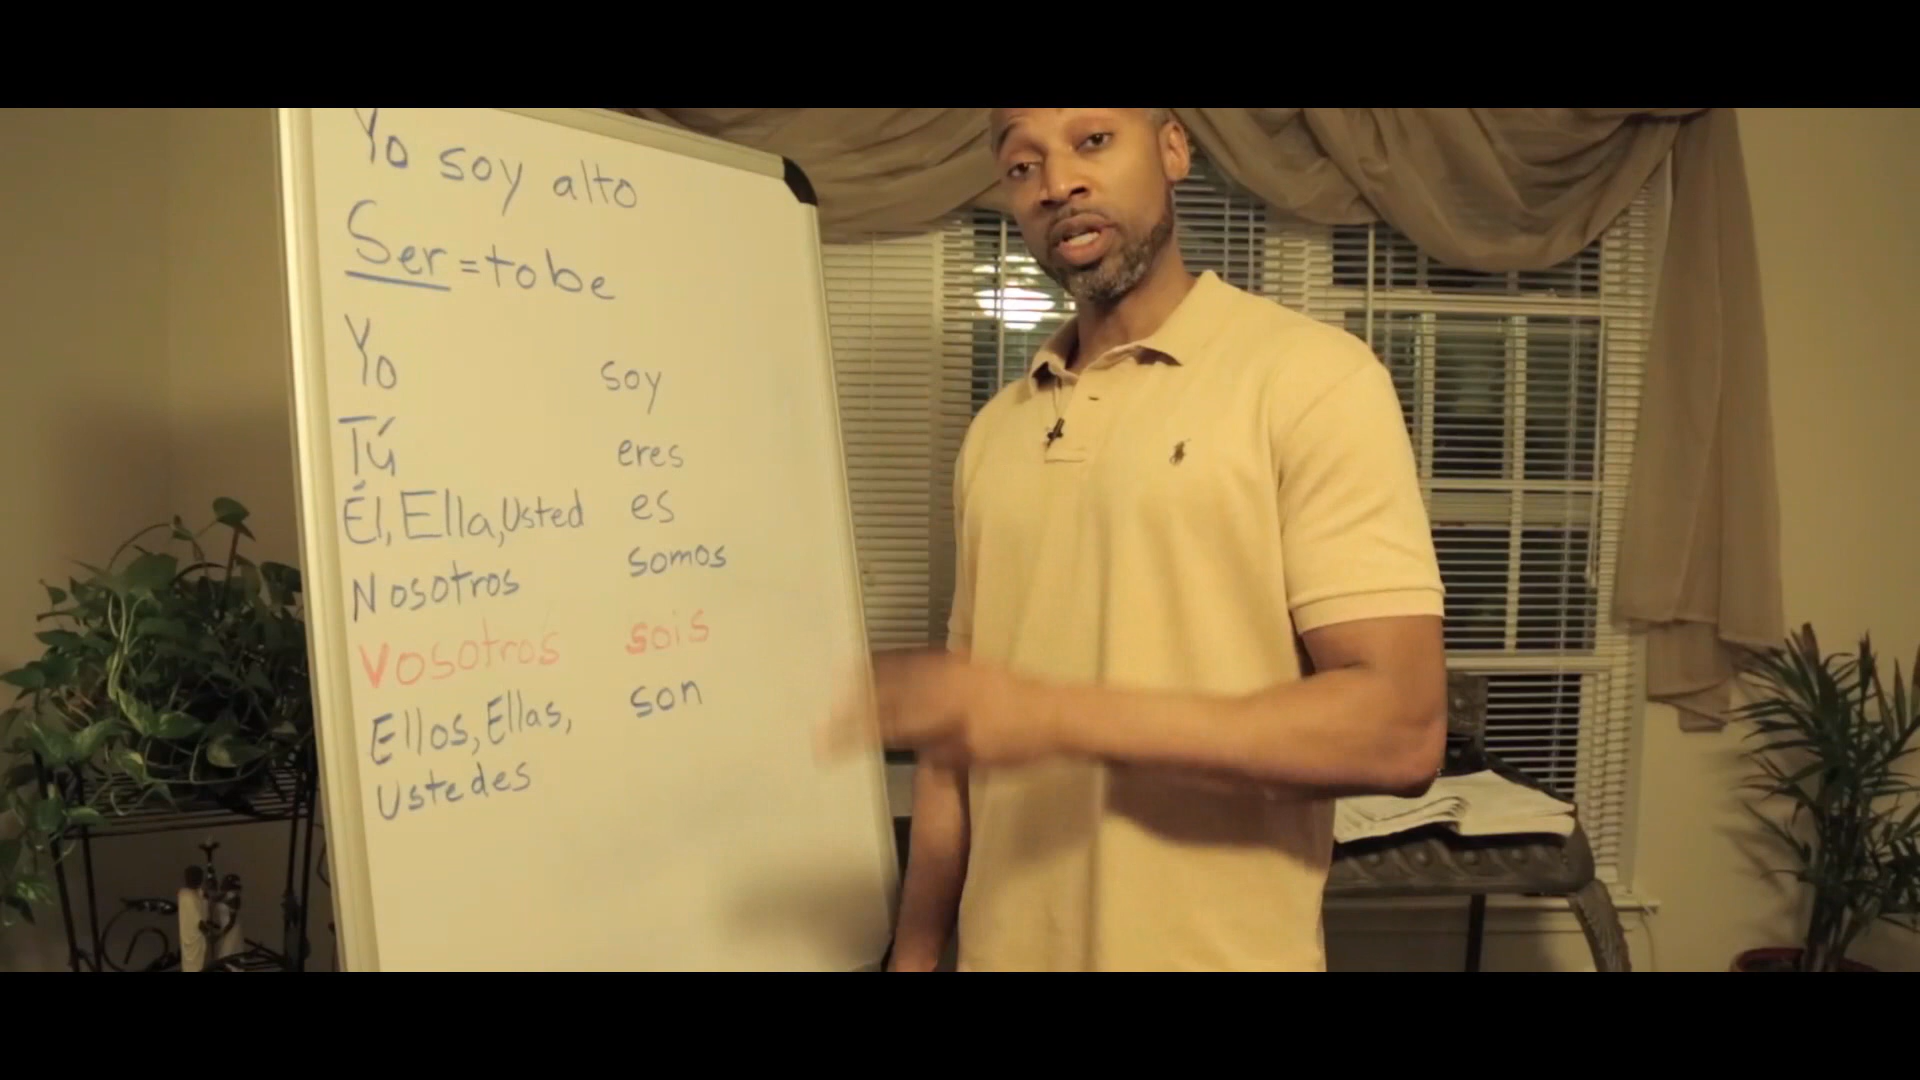 Yo soy alto
Ser = to be
Yo soy
Tú eres
Él, Ella, Usted es
Nosotros somos
Vosotros sois
Ellos, Ellas, son
Ustedes